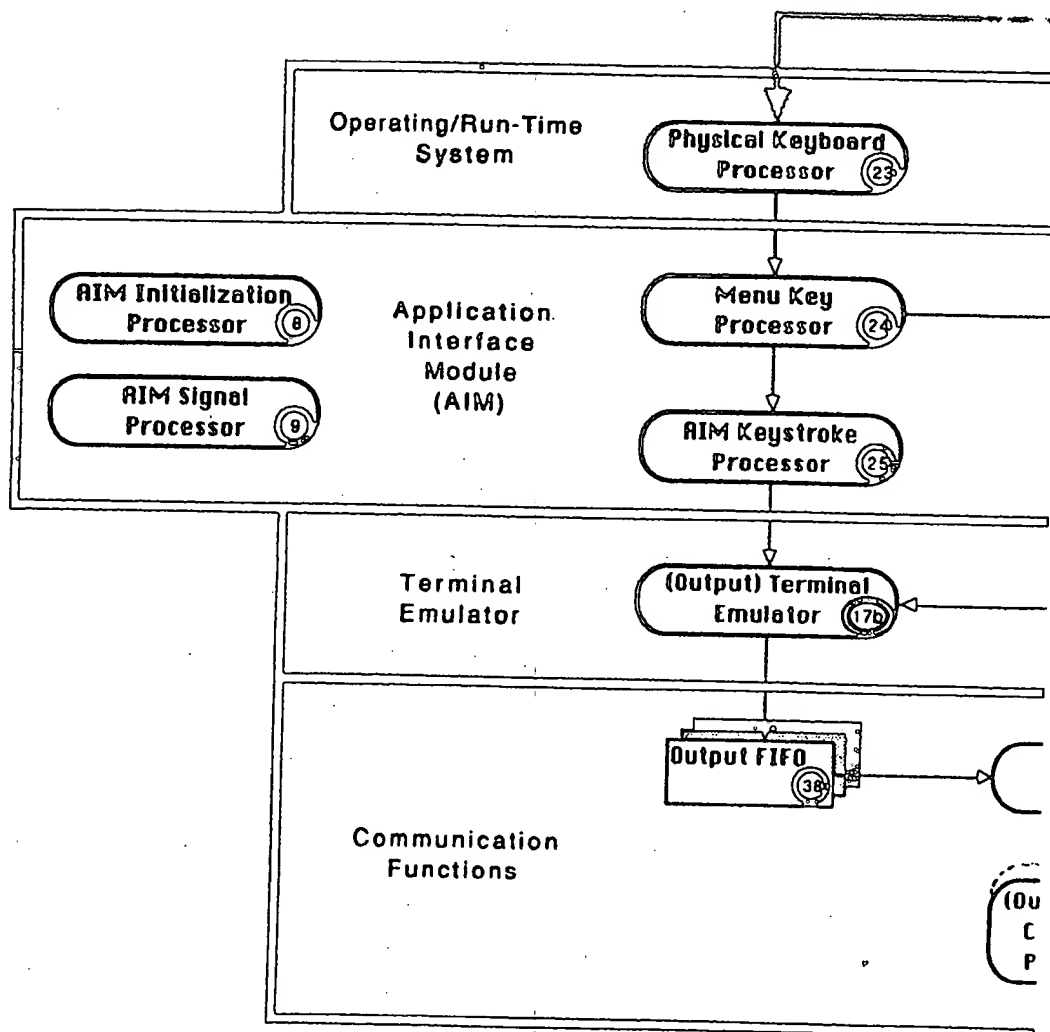 Operating/Run-Time
System
Physical Keyboard
Processor
23
AIM Initialization
Processor
8
AIM Signal
Processor
9
Application
Interface
Module
(AIM)
Menu Key
Processor
24
AIM Keystroke
Processor
25
Terminal
Emulator
(Output) Terminal
Emulator
17b
Output FIFO
38
Communication
Functions
(Ou
C
P